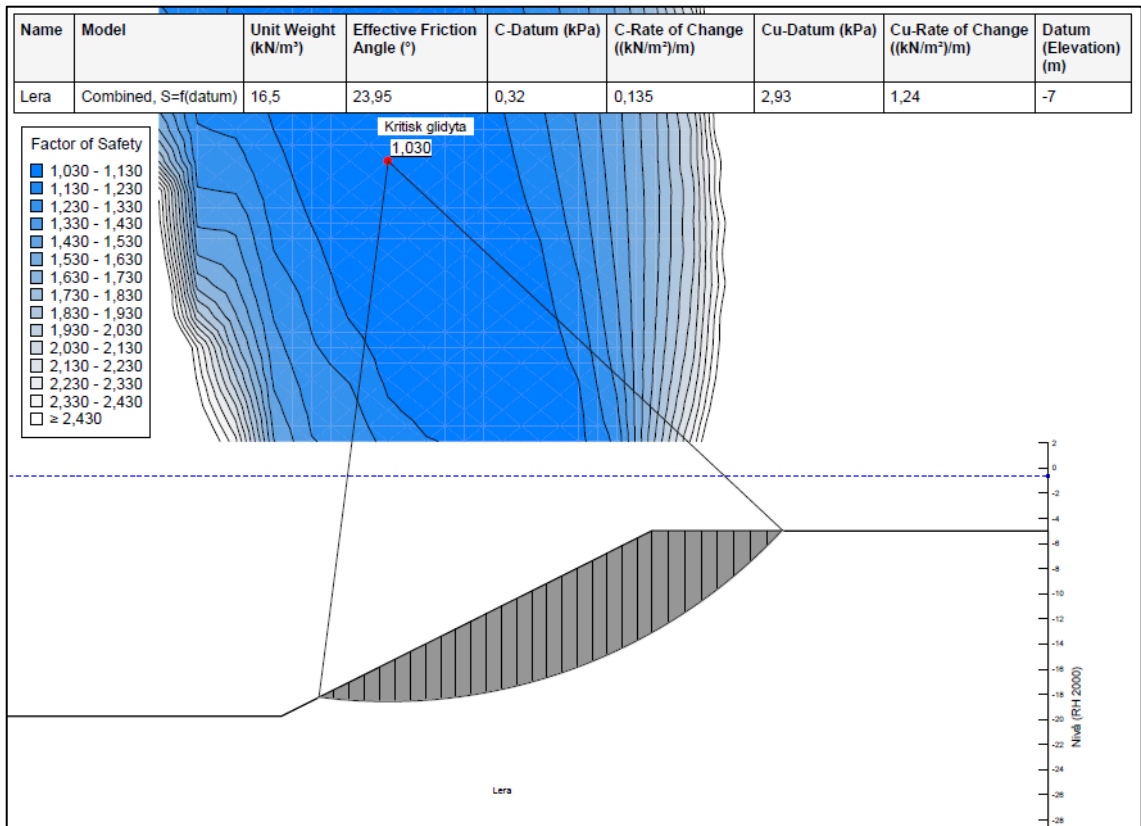 Name Model Unit Weight (kN/m³) Effective Friction Angle (°) C-Datum (kPa) C-Rate of Change ((kN/m²)/m) Cu-Datum (kPa) Cu-Rate of Change ((kN/m²)/m) Datum (Elevation) (m)
Lera Combined, S=f(datum) 16,5 23,95 0,32 0,135 2,93 1,24 -7
Factor of Safety
1,030 - 1,130
1,130 - 1,230
1,230 - 1,330
1,330 - 1,430
1,430 - 1,530
1,530 - 1,630
1,630 - 1,730
1,730 - 1,830
1,830 - 1,930
1,930 - 2,030
2,030 - 2,130
2,130 - 2,230
2,230 - 2,330
2,330 - 2,430
≥ 2,430
Kritisk glidyta
1,030
2
0
-2
-4
-6
-8
-10
-12
-14
-16
-18
-20
-22
-24
-26
-28
Nivå (RH 2000)
Lera